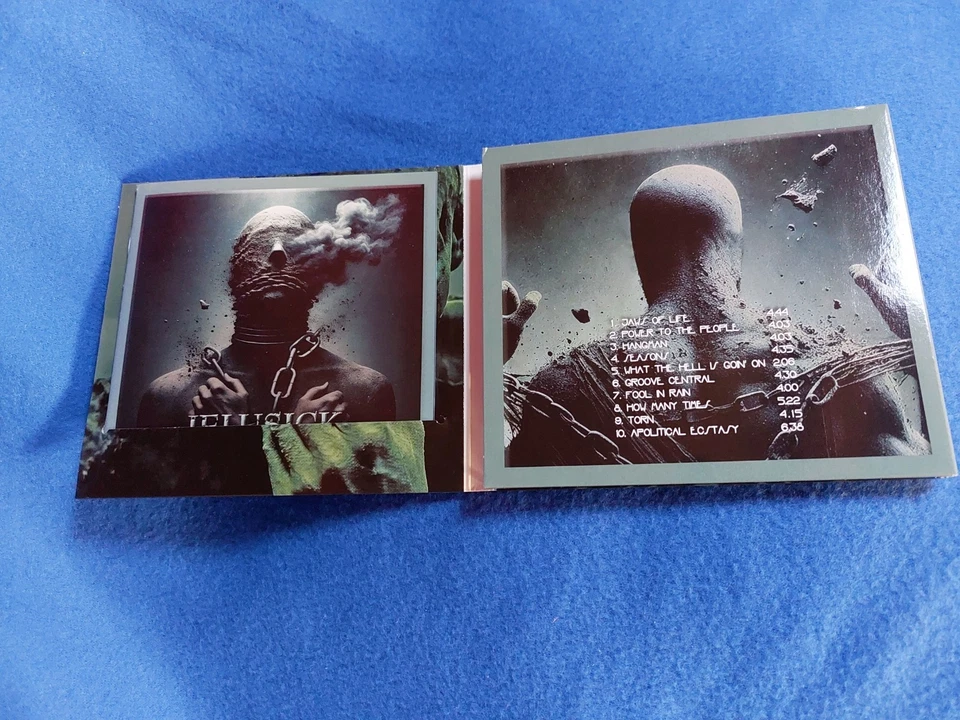 JELUSICK
1. JAWS OF LIFE 4:44
2. POWER TO THE PEOPLE 4:03
3. HANGMAN 4:03
4. SEASONS 4:35
5. WHAT THE HELL IS GOIN' ON 2:08
6. GROOVE CENTRAL 4:30
7. FOOL IN RAN 4:00
8. HOW MANY TIMES 5:22
9. TORN 4:15
10. APOLITICAL ECSTASY 6:36